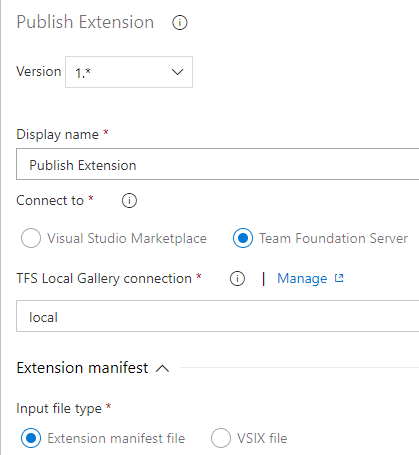 Publish Extension
Version 1.*
Display name *
Publish Extension
Connect to *
Visual Studio Marketplace Team Foundation Server
TFS Local Gallery connection * | Manage
local
Extension manifest
Input file type *
Extension manifest file VSIX file